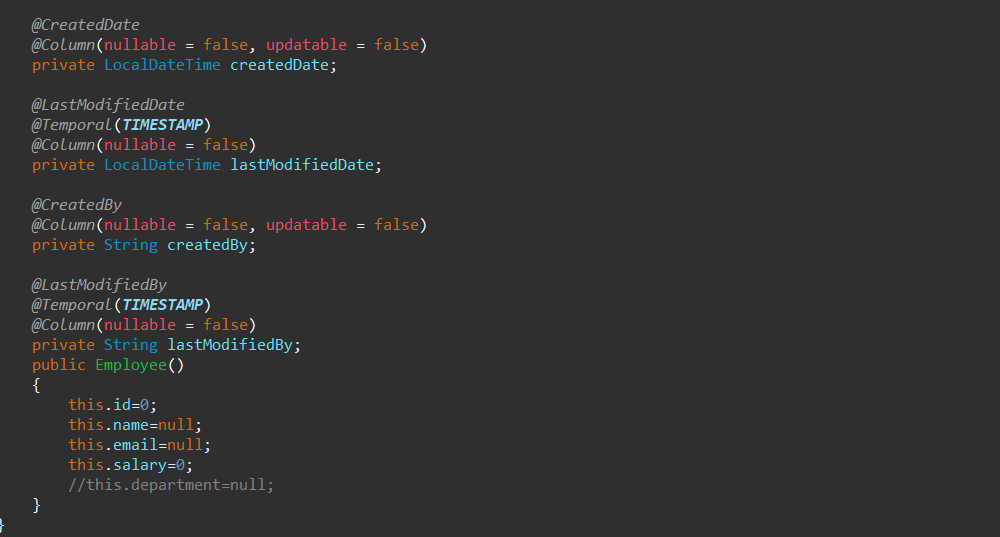 @CreatedDate
@Column(nullable = false, updatable = false)
private LocalDateTime createdDate;
@LastModifiedDate
@Temporal(TIMESTAMP)
@Column(nullable = false)
private LocalDateTime lastModifiedDate;
@CreatedBy
@Column(nullable = false, updatable = false)
private String createdBy;
@LastModifiedBy
@Temporal(TIMESTAMP)
@Column(nullable = false)
private String lastModifiedBy;
public Employee()
{
this.id=0;
this.name=null;
this.email=null;
this.salary=0;
//this.department=null;
}
}